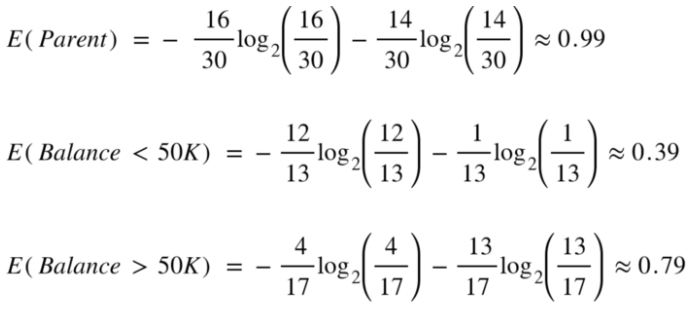 E( Parent) = − 16/30 log₂(16/30) − 14/30 log₂(14/30) ≈ 0.99
E( Balance < 50K) = − 12/13 log₂(12/13) − 1/13 log₂(1/13) ≈ 0.39
E( Balance > 50K) = − 4/17 log₂(4/17) − 13/17 log₂(13/17) ≈ 0.79